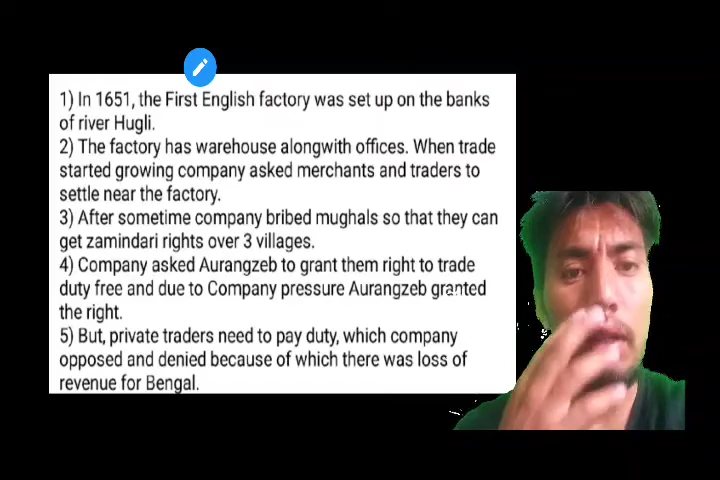 1) In 1651, the First English factory was set up on the banks
of river Hugli.
2) The factory has warehouse alongwith offices. When trade
started growing company asked merchants and traders to
settle near the factory.
3) After sometime company bribed mughals so that they can
get zamindari rights over 3 villages.
4) Company asked Aurangzeb to grant them right to trade
duty free and due to Company pressure Aurangzeb granted
the right.
5) But, private traders need to pay duty, which company
opposed and denied because of which there was loss of
revenue for Bengal.